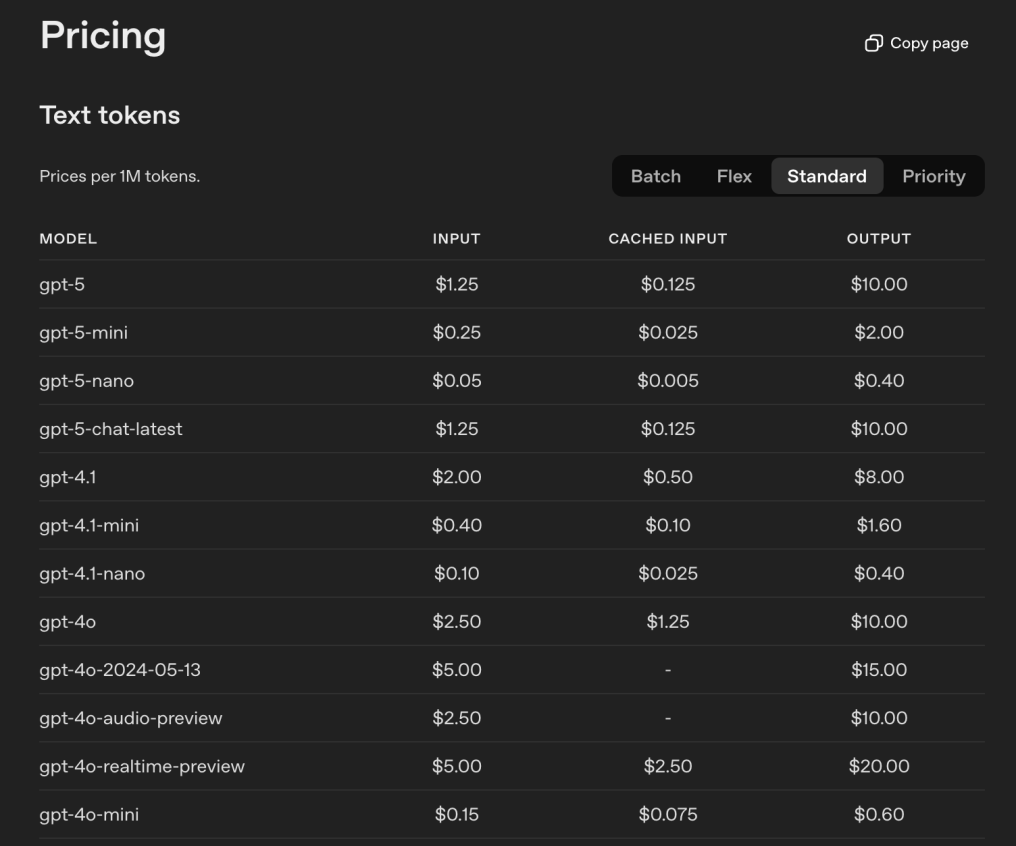 Pricing
Copy page
Text tokens
Prices per 1M tokens.
Batch Flex Standard Priority
MODEL INPUT CACHED INPUT OUTPUT
gpt-5 $1.25 $0.125 $10.00
gpt-5-mini $0.25 $0.025 $2.00
gpt-5-nano $0.05 $0.005 $0.40
gpt-5-chat-latest $1.25 $0.125 $10.00
gpt-4.1 $2.00 $0.50 $8.00
gpt-4.1-mini $0.40 $0.10 $1.60
gpt-4.1-nano $0.10 $0.025 $0.40
gpt-4o $2.50 $1.25 $10.00
gpt-4o-2024-05-13 $5.00 - $15.00
gpt-4o-audio-preview $2.50 - $10.00
gpt-4o-realtime-preview $5.00 $2.50 $20.00
gpt-4o-mini $0.15 $0.075 $0.60